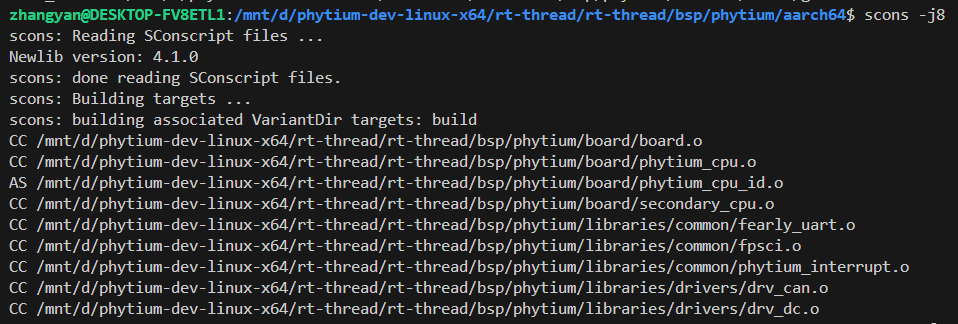 zhangyan@DESKTOP-FV8ETL1:/mnt/d/phytium-dev-linux-x64/rt-thread/rt-thread/bsp/phytium/aarch64$ scons -j8
scons: Reading SConscript files ...
Newlib version: 4.1.0
scons: done reading SConscript files.
scons: Building targets ...
scons: building associated VariantDir targets: build
CC /mnt/d/phytium-dev-linux-x64/rt-thread/rt-thread/bsp/phytium/board/board.o
CC /mnt/d/phytium-dev-linux-x64/rt-thread/rt-thread/bsp/phytium/board/phytium_cpu.o
AS /mnt/d/phytium-dev-linux-x64/rt-thread/rt-thread/bsp/phytium/board/phytium_cpu_id.o
CC /mnt/d/phytium-dev-linux-x64/rt-thread/rt-thread/bsp/phytium/board/secondary_cpu.o
CC /mnt/d/phytium-dev-linux-x64/rt-thread/rt-thread/bsp/phytium/libraries/common/fearly_uart.o
CC /mnt/d/phytium-dev-linux-x64/rt-thread/rt-thread/bsp/phytium/libraries/common/fpsci.o
CC /mnt/d/phytium-dev-linux-x64/rt-thread/rt-thread/bsp/phytium/libraries/common/phytium_interrupt.o
CC /mnt/d/phytium-dev-linux-x64/rt-thread/rt-thread/bsp/phytium/libraries/drivers/drv_can.o
CC /mnt/d/phytium-dev-linux-x64/rt-thread/rt-thread/bsp/phytium/libraries/drivers/drv_dc.o